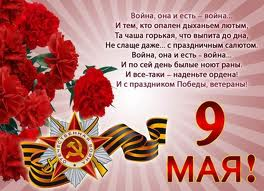 Война, она и есть – война...
И тем, кто опален дыханьем лютым,
Та чаша горькая, что выпита до дна,
Не слаще даже... с праздничным салютом.
Война, она и есть - война...
И по сей день былые ноют раны.
И все-таки – наденьте ордена!
И с праздником Победы, ветераны!
ОТЕЧЕСТВЕННАЯ ВОЙНА
9
МАЯ!